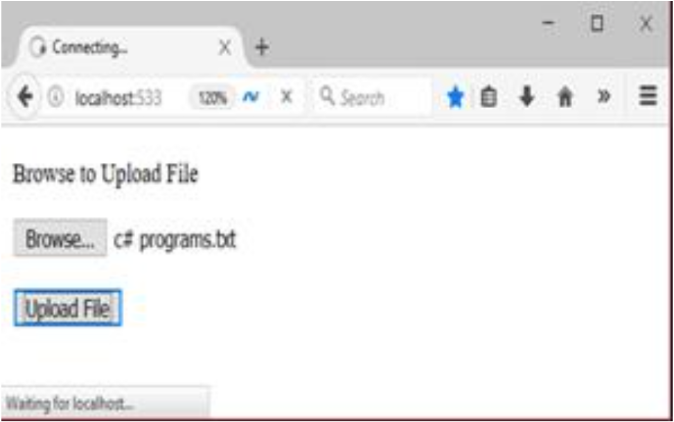 Connecting...
localhost:533 120% Search
Browse to Upload File
Browse... c# programs.txt
Upload File
Waiting for localhost...